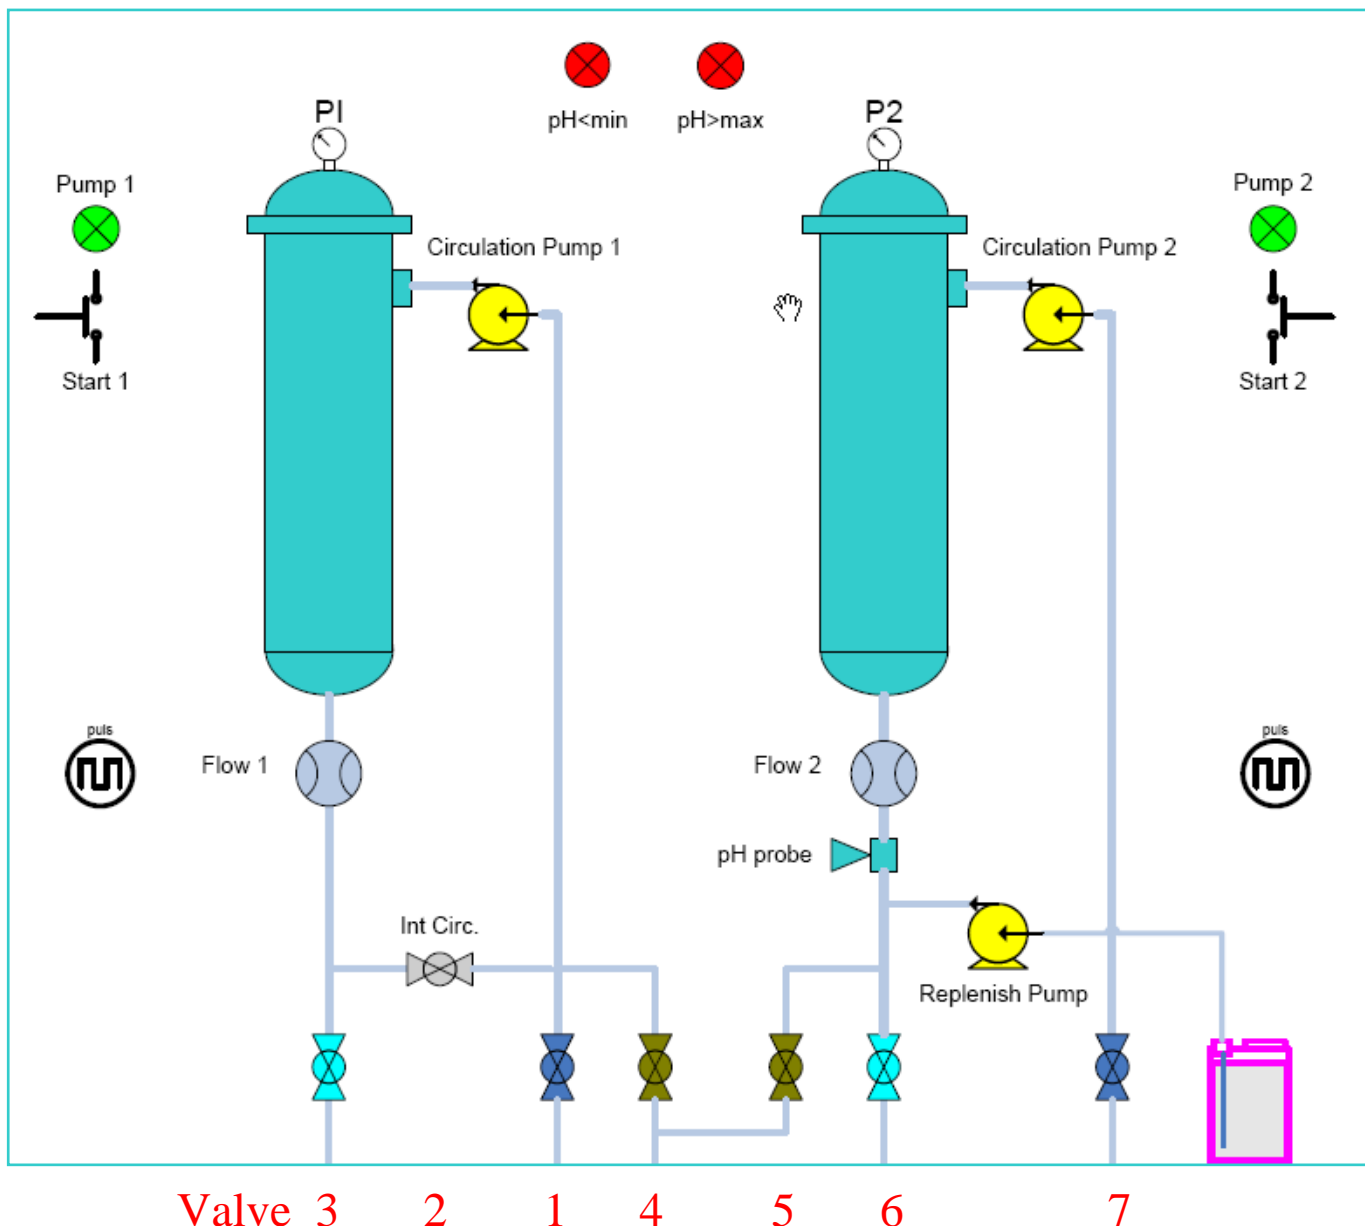 pH<min
pH>max
PI
P2
Pump 1
Pump 2
Circulation Pump 1
Circulation Pump 2
Start 1
Start 2
puls
puls
Flow 1
Flow 2
pH probe
Int Circ.
Replenish Pump
Valve 3 2 1 4 5 6 7